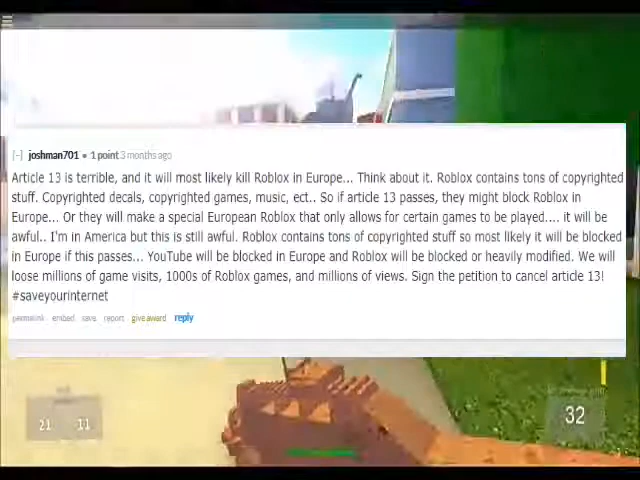 [-] joshman701 • 1 point 3 months ago
Article 13 is terrible, and it will most likely kill Roblox in Europe... Think about it. Roblox contains tons of copyrighted
stuff. Copyrighted decals, copyrighted games, music, ect.. So if article 13 passes, they might block Roblox in
Europe... Or they will make a special European Roblox that only allows for certain games to be played.... it will be
awful.. I'm in America but this is still awful. Roblox contains tons of copyrighted stuff so most likely it will be blocked
in Europe if this passes... YouTube will be blocked in Europe and Roblox will be blocked or heavily modified. We will
loose millions of game visits, 1000s of Roblox games, and millions of views. Sign the petition to cancel article 13!
#saveyourinternet
permalink embed save report give award reply
21 11
32